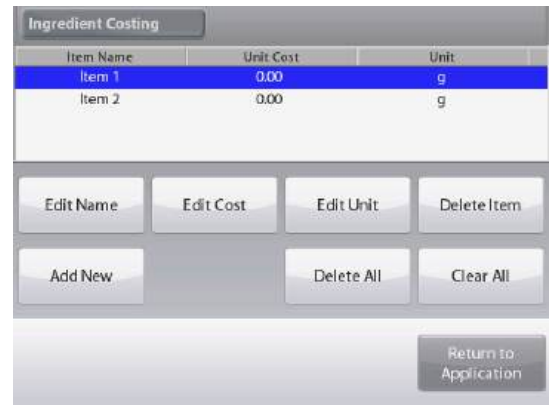 Ingredient Costing
Item Name Unit Cost Unit
Item 1 0.00 g
Item 2 0.00 g
Edit Name Edit Cost Edit Unit Delete Item
Add New Delete All Clear All
Return to
Application